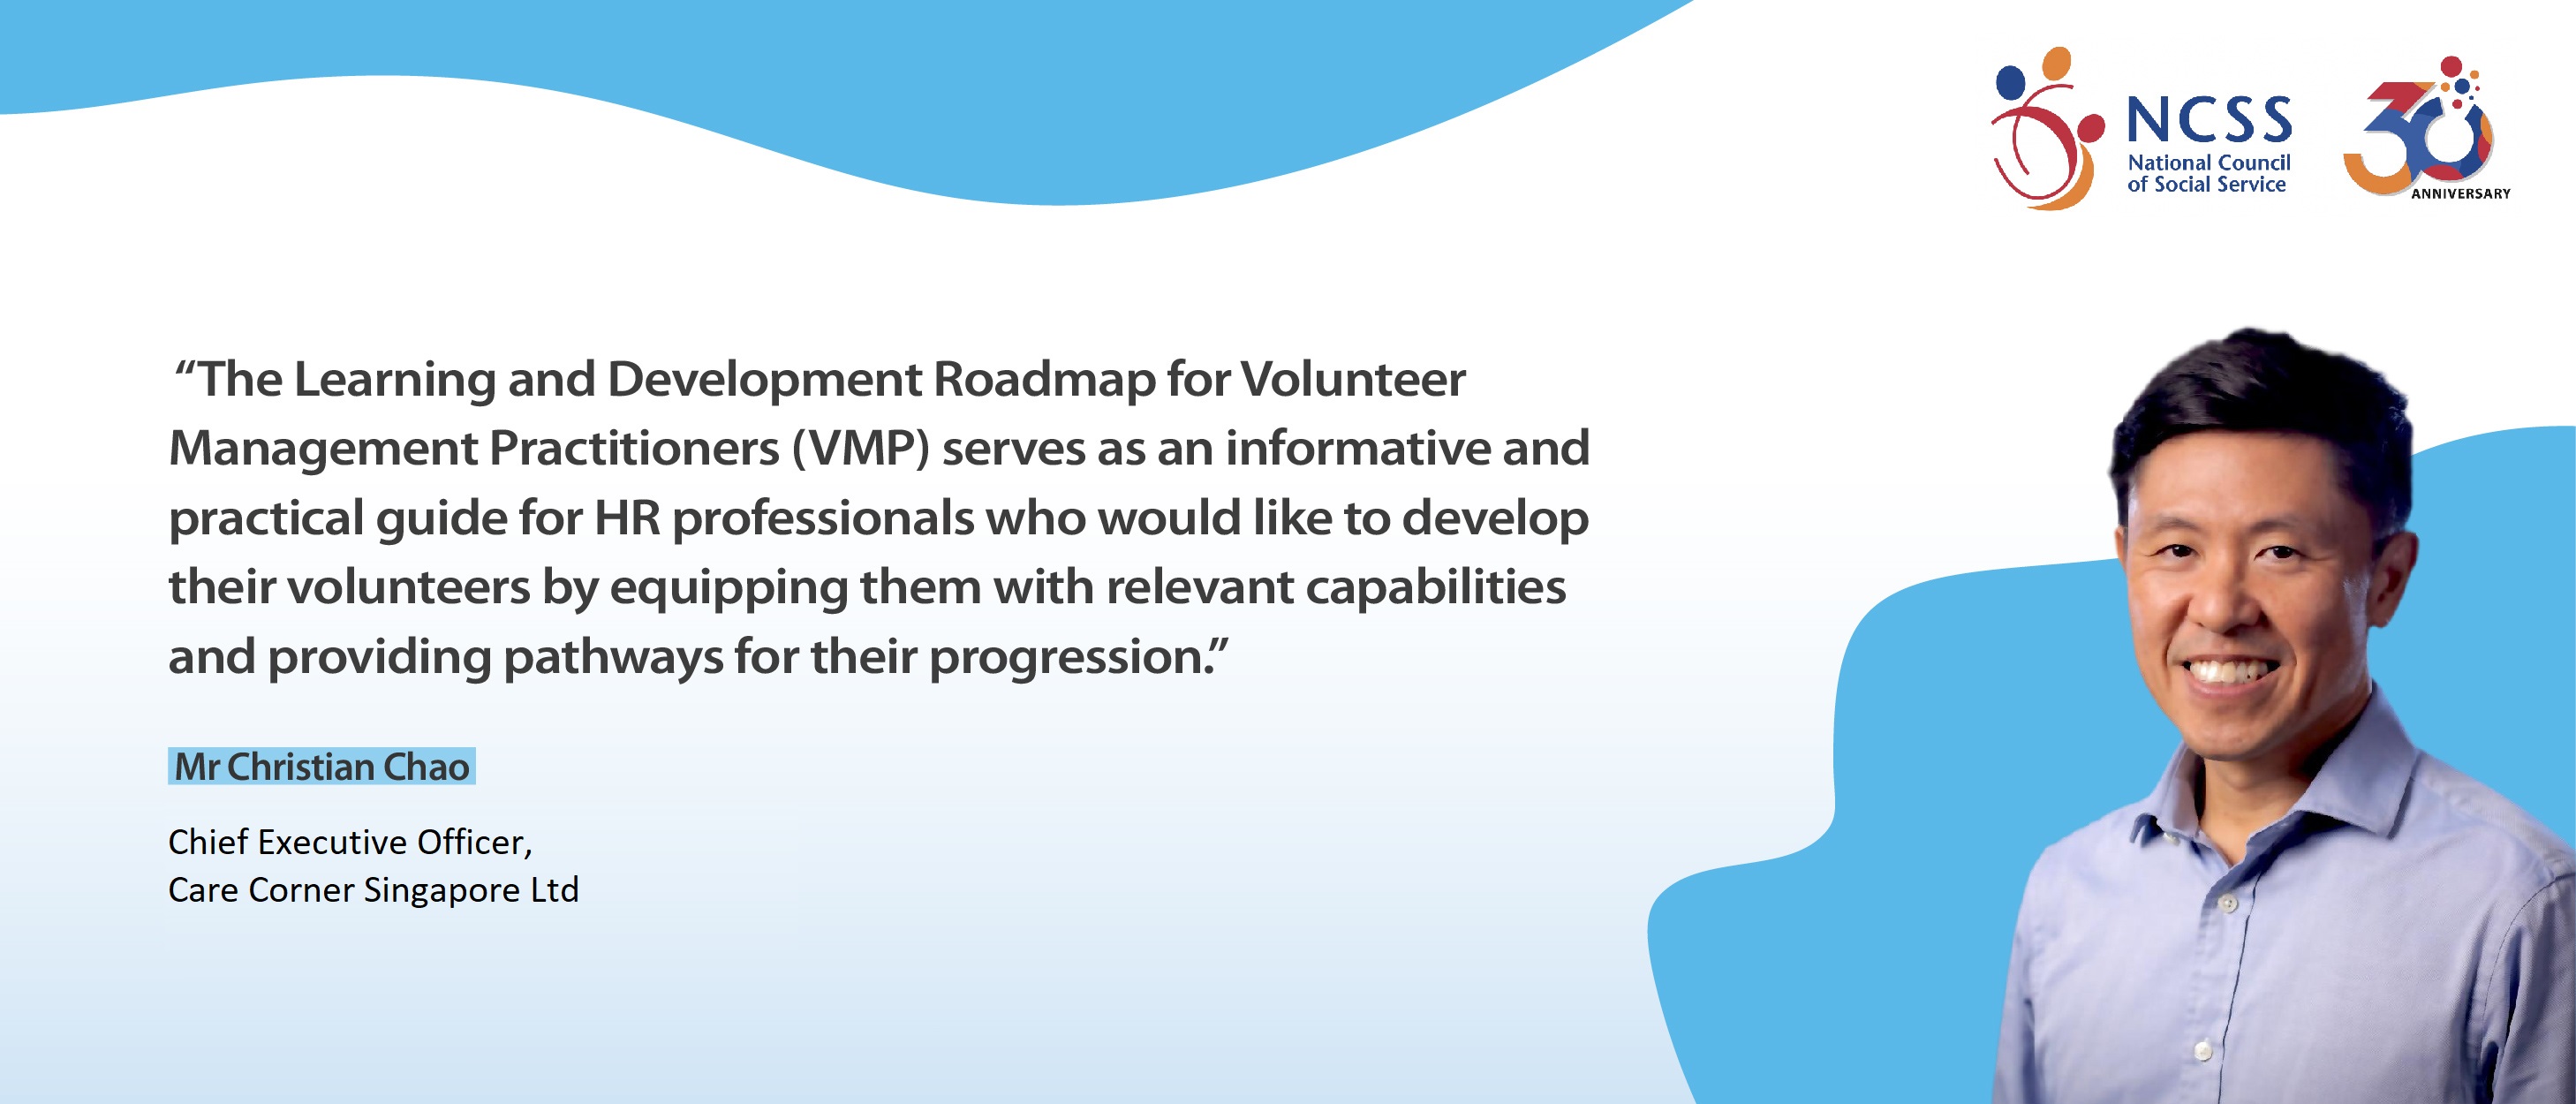 NCSS
National Council
of Social Service
30
ANNIVERSARY
“The Learning and Development Roadmap for Volunteer
Management Practitioners (VMP) serves as an informative and
practical guide for HR professionals who would like to develop
their volunteers by equipping them with relevant capabilities
and providing pathways for their progression.”
Mr Christian Chao
Chief Executive Officer,
Care Corner Singapore Ltd